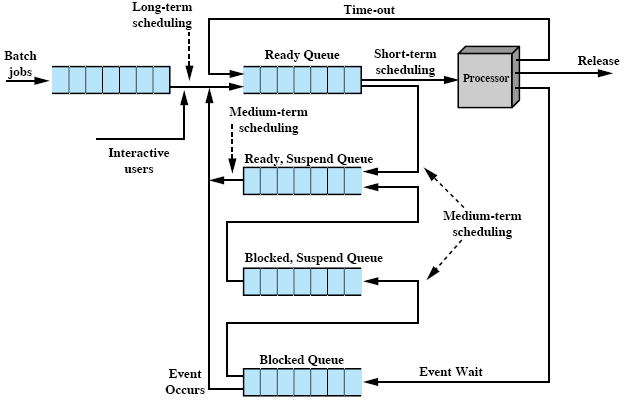 Long-term
scheduling
Time-out
Batch
jobs
Ready Queue
Short-term
scheduling
Processor
Release
Medium-term
scheduling
Interactive
users
Ready, Suspend Queue
Medium-term
scheduling
Blocked, Suspend Queue
Blocked Queue
Event
Occurs
Event Wait